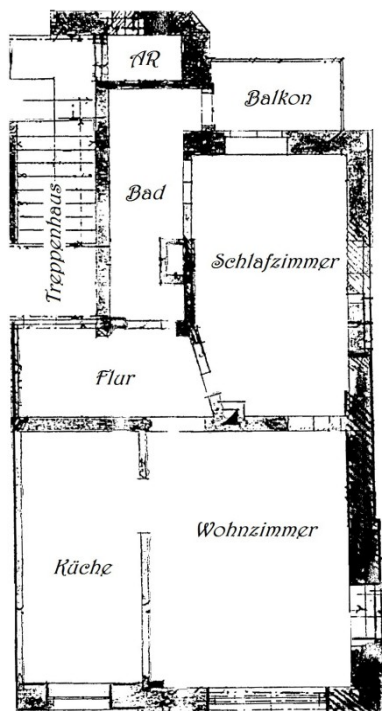 AR
Balkon
Bad
Treppenhaus
Schlafzimmer
Flur
Wohnzimmer
Küche